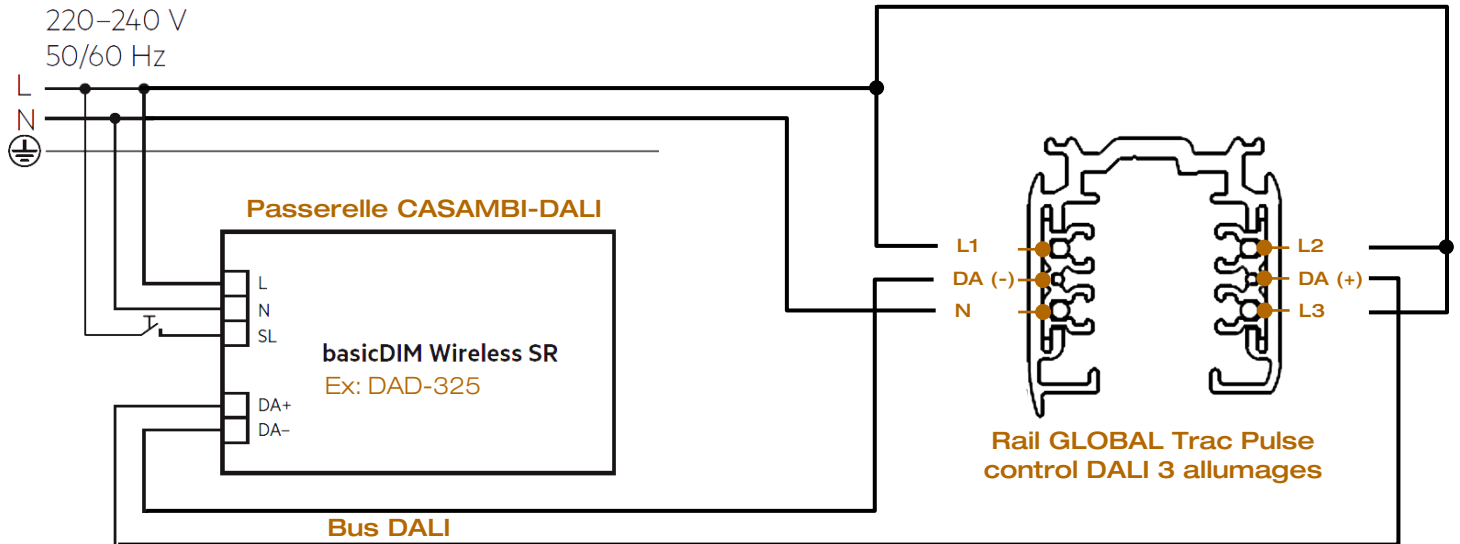 220–240 V
50/60 Hz
L
N
Passerelle CASAMBI-DALI
L
N
SL
basicDIM Wireless SR
Ex: DAD-325
DA+
DA–
Bus DALI
L1
DA (-)
N
L2
DA (+)
L3
Rail GLOBAL Trac Pulse
control DALI 3 allumages